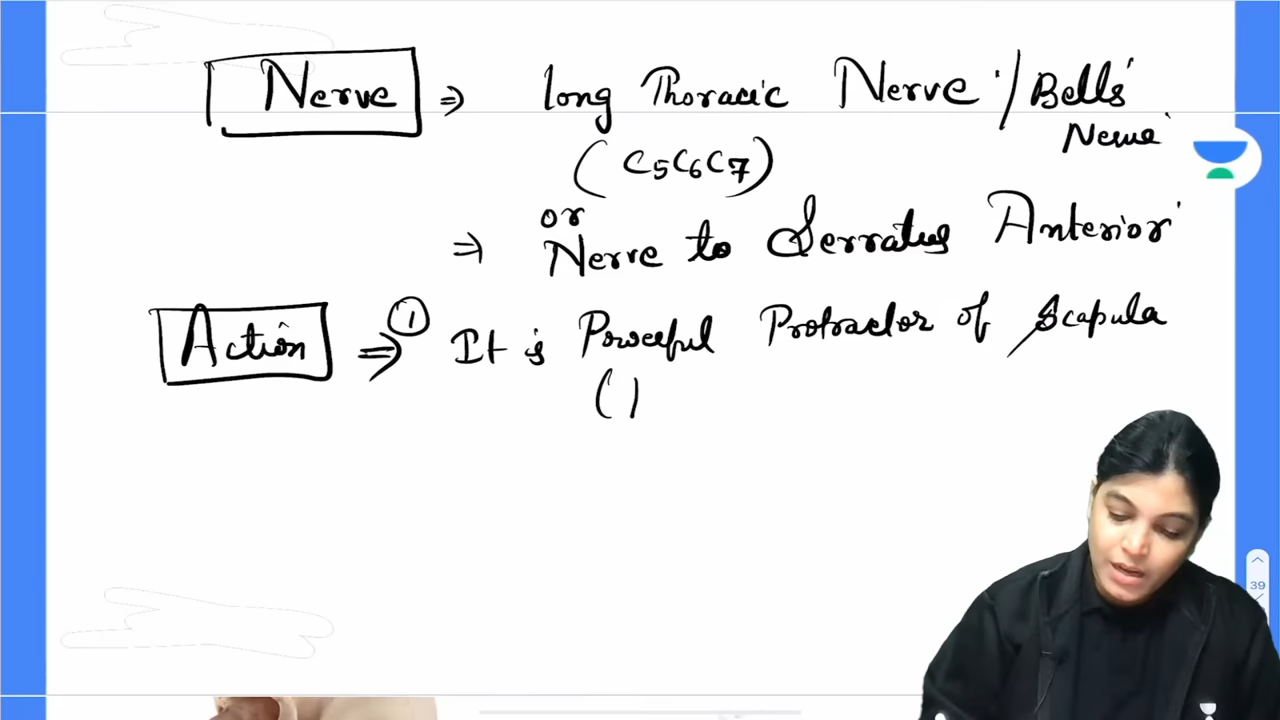 Nerve ⇒ long Thoracic Nerve / Bells'
Nerve
(C5C6C7)
or
⇒ Nerve to Serratus Anterior
Action ⇒ ① It is Powerful Protractor of Scapula
(
39